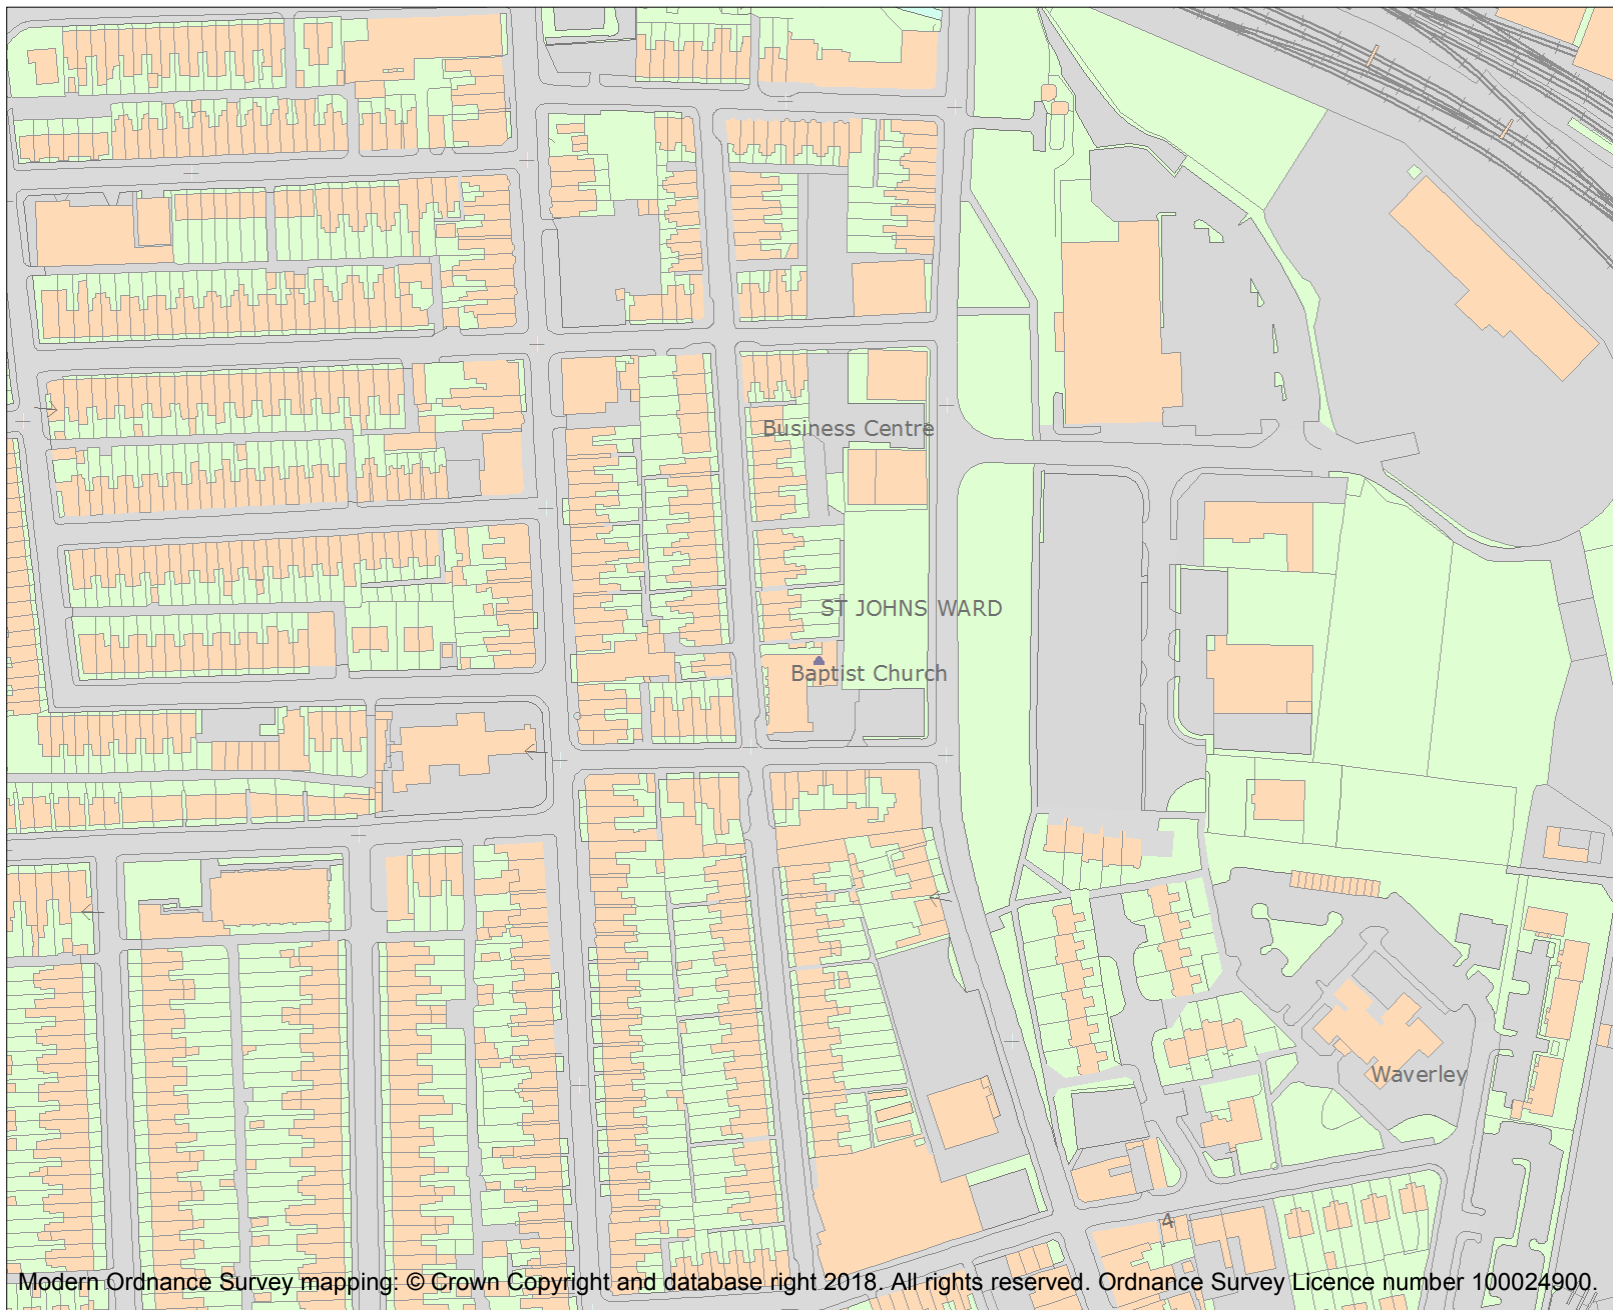 Business Centre
ST JOHNS WARD
Baptist Church
Waverley
4
Modern Ordnance Survey mapping: © Crown Copyright and database right 2018. All rights reserved. Ordnance Survey Licence number 100024900.